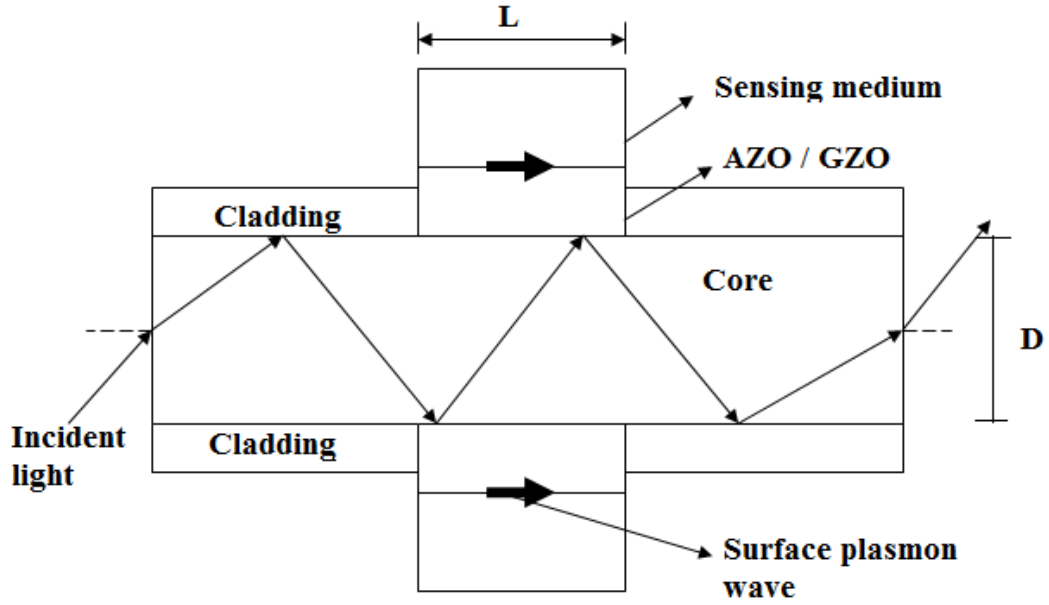 L
Sensing medium
AZO / GZO
Cladding
Core
D
Incident
light
Cladding
Surface plasmon
wave